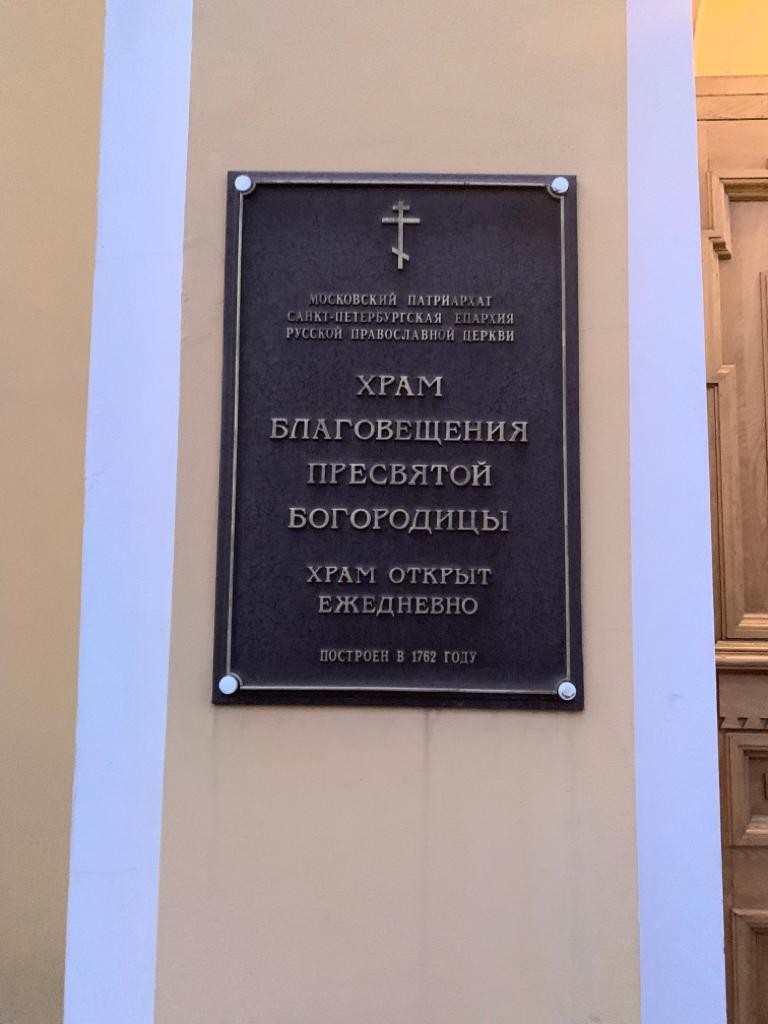 МОСКОВСКИЙ ПАТРИАРХАТ
САНКТ-ПЕТЕРБУРГСКАЯ ЕПАРХИЯ
РУССКОЙ ПРАВОСЛАВНОЙ ЦЕРКВИ
ХРАМ
БЛАГОВЕЩЕНИЯ
ПРЕСВЯТОЙ
БОГОРОДИЦЫ
ХРАМ ОТКРЫТ
ЕЖЕДНЕВНО
ПОСТРОЕН В 1762 ГОДУ